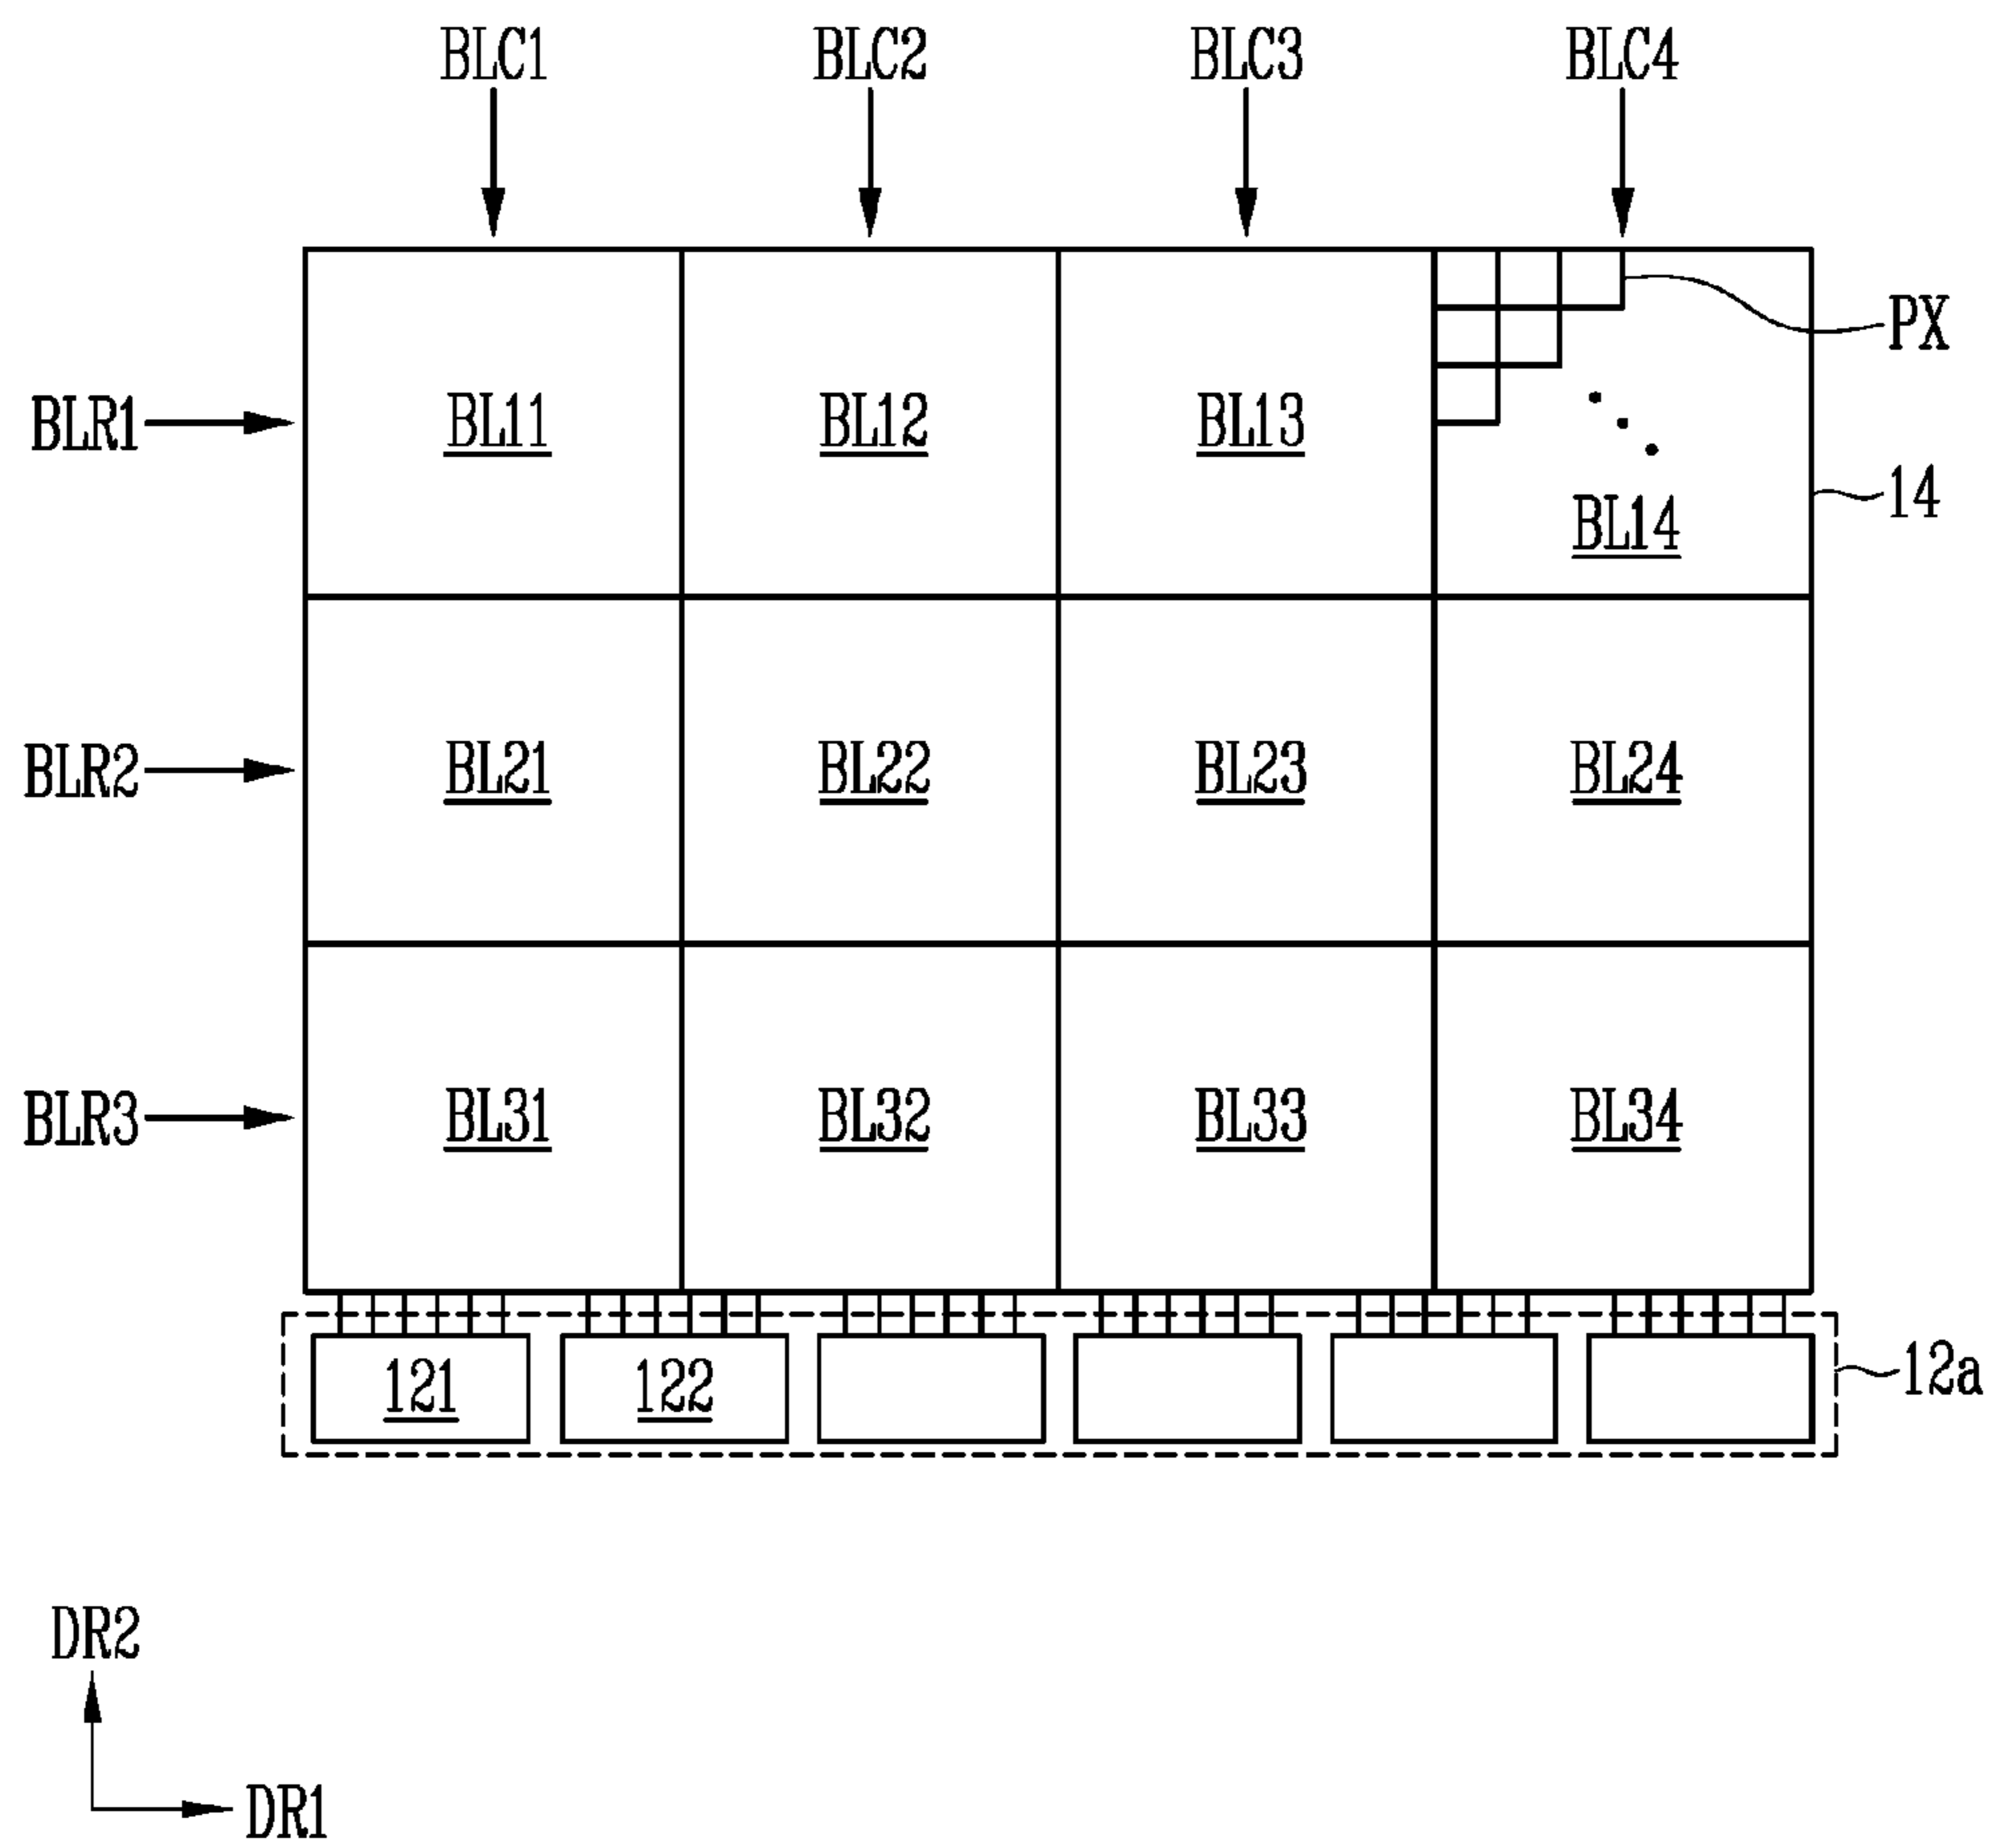 BLC1 BLC2 BLC3 BLC4
PX
BLR1 BL11 BL12 BL13
14
BL14
BLR2 BL21 BL22 BL23 BL24
BLR3 BL31 BL32 BL33 BL34
121 122 12a
DR2
DR1